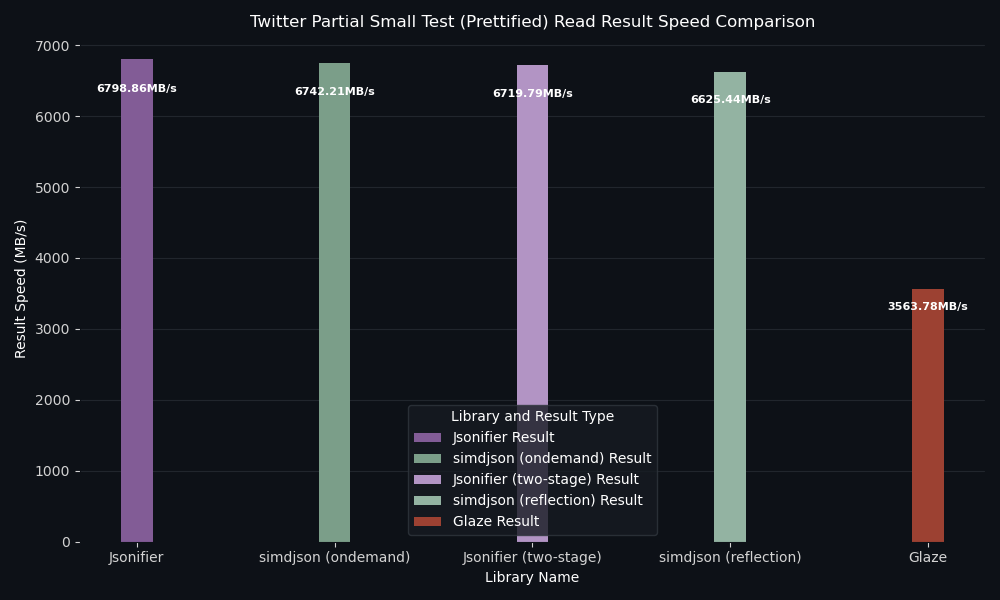 Twitter Partial Small Test (Prettified) Read Result Speed Comparison
Result Speed (MB/s)
7000
6000
5000
4000
3000
2000
1000
0
6798.86MB/s
6742.21MB/s
6719.79MB/s
6625.44MB/s
3563.78MB/s
Library and Result Type
Jsonifier Result
simdjson (ondemand) Result
Jsonifier (two-stage) Result
simdjson (reflection) Result
Glaze Result
Jsonifier
simdjson (ondemand)
Jsonifier (two-stage)
simdjson (reflection)
Glaze
Library Name